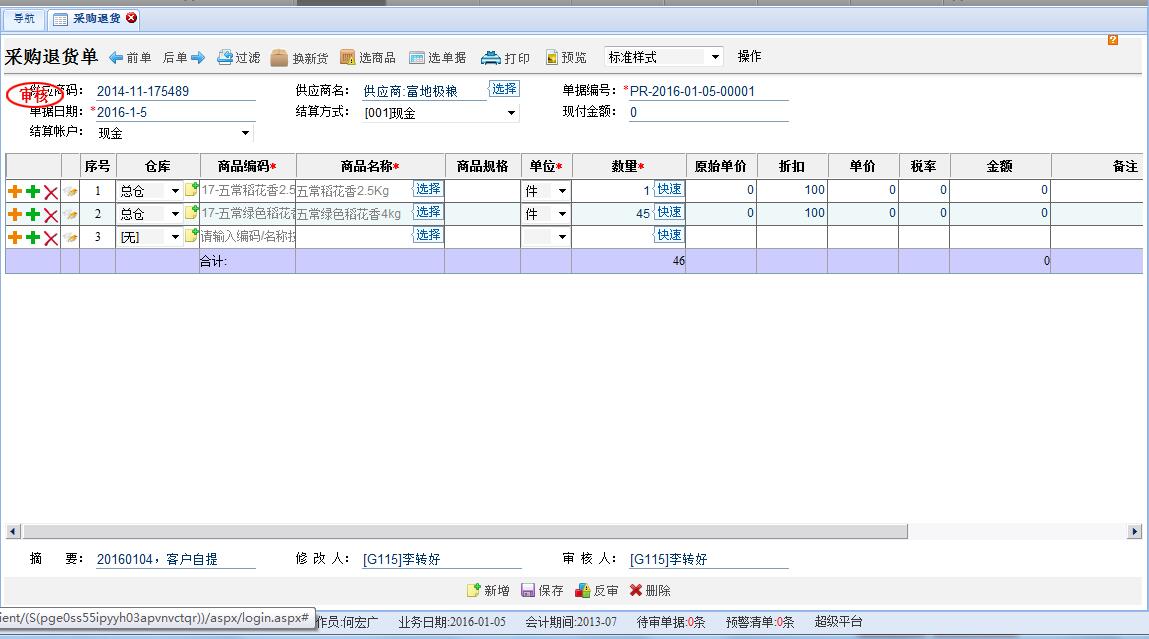 导航 采购退货
采购退货单 前单 后单 过滤 换新货 选商品 选单据 打印 预览 标准样式 操作
审核
供应商码: 2014-11-175489 供应商名: 供应商:富地极粮 选择 单据编号: *PR-2016-01-05-00001
单据日期: *2016-1-5 结算方式: [001]现金 现付金额: 0
结算帐户: 现金
序号 仓库 商品编码* 商品名称* 商品规格 单位* 数量* 原始单价 折扣 单价 税率 金额 备注
1 总仓 17-五常稻花香2.5 五常稻花香2.5Kg 选择 件 1 快速 0 100 0 0 0
2 总仓 17-五常绿色稻花香 五常绿色稻花香4kg 选择 件 45 快速 0 100 0 0 0
3 [无] 请输入编码/名称按 选择 快速
合计: 46 0
摘 要: 20160104，客户自提 修 改 人: [G115]李转好 审 核 人: [G115]李转好
新增 保存 反审 删除
ient/(S(pge0ss55ipyyh03apvnvctqr))/aspx/login.aspx# 作员:何宏广 业务日期:2016-01-05 会计期间:2013-07 待审单据:0条 预警清单:0条 超级平台